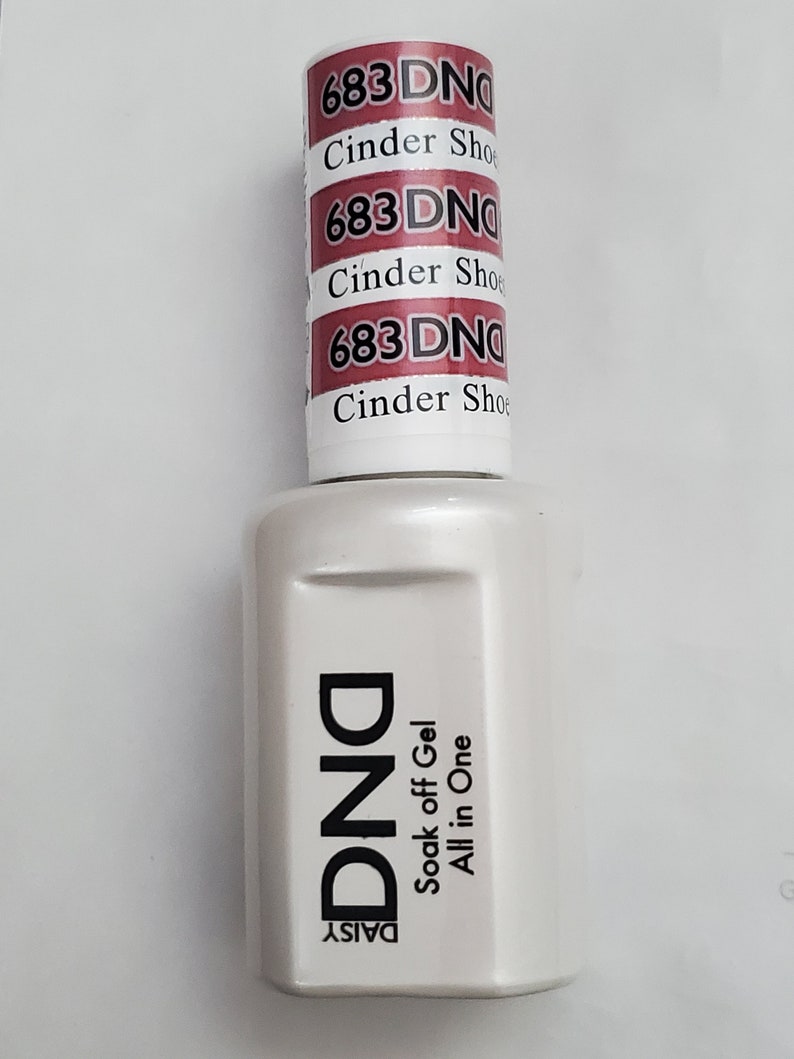 683 DND
Cinder Shoe
683 DND
Cinder Shoe
683 DND
Cinder Shoe
DAISY
DND
Soak off Gel
All in One